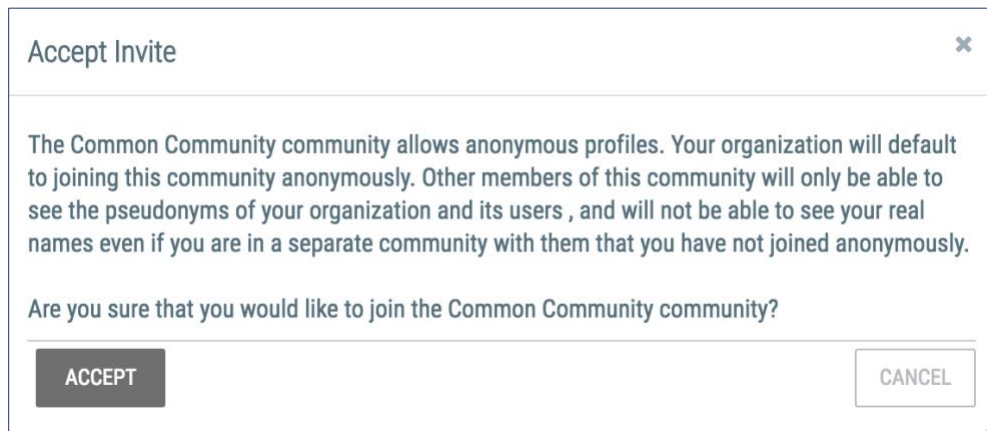 Accept Invite
The Common Community community allows anonymous profiles. Your organization will default
to joining this community anonymously. Other members of this community will only be able to
see the pseudonyms of your organization and its users , and will not be able to see your real
names even if you are in a separate community with them that you have not joined anonymously.
Are you sure that you would like to join the Common Community community?
ACCEPT
CANCEL